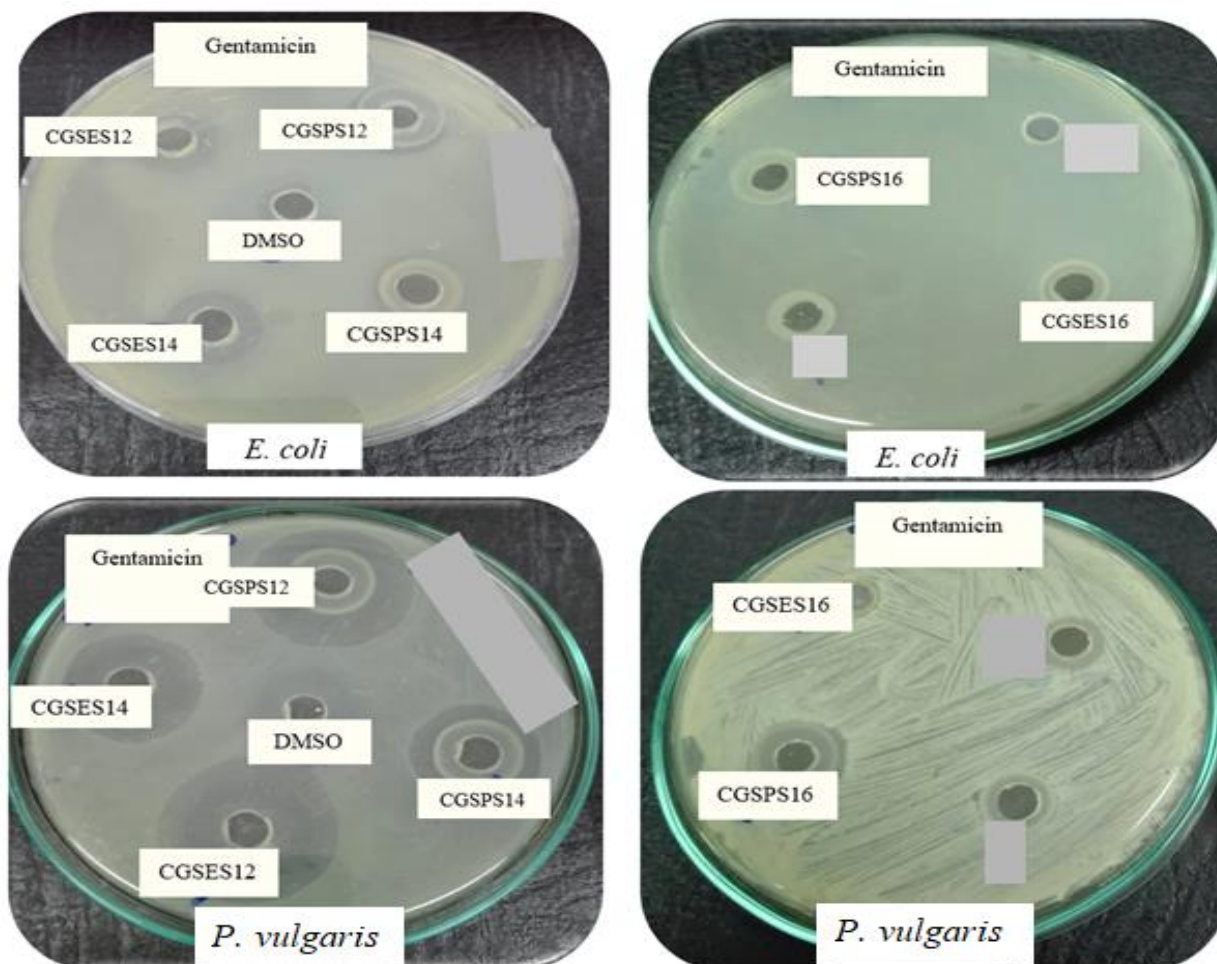 Gentamicin
CGSES12
CGSPS12
DMSO
CGSES14
CGSPS14
E. coli
Gentamicin
CGSPS16
CGSES16
E. coli
Gentamicin
CGSPS12
CGSES14
DMSO
CGSPS14
CGSES12
P. vulgaris
Gentamicin
CGSES16
CGSPS16
P. vulgaris